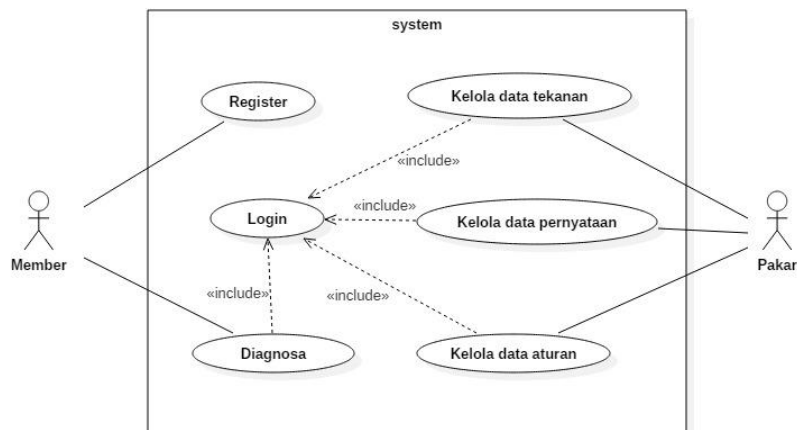 system
Register
Kelola data tekanan
«include»
«include»
Login
Kelola data pernyataan
Member
Pakar
«include»
«include»
Diagnosa
Kelola data aturan